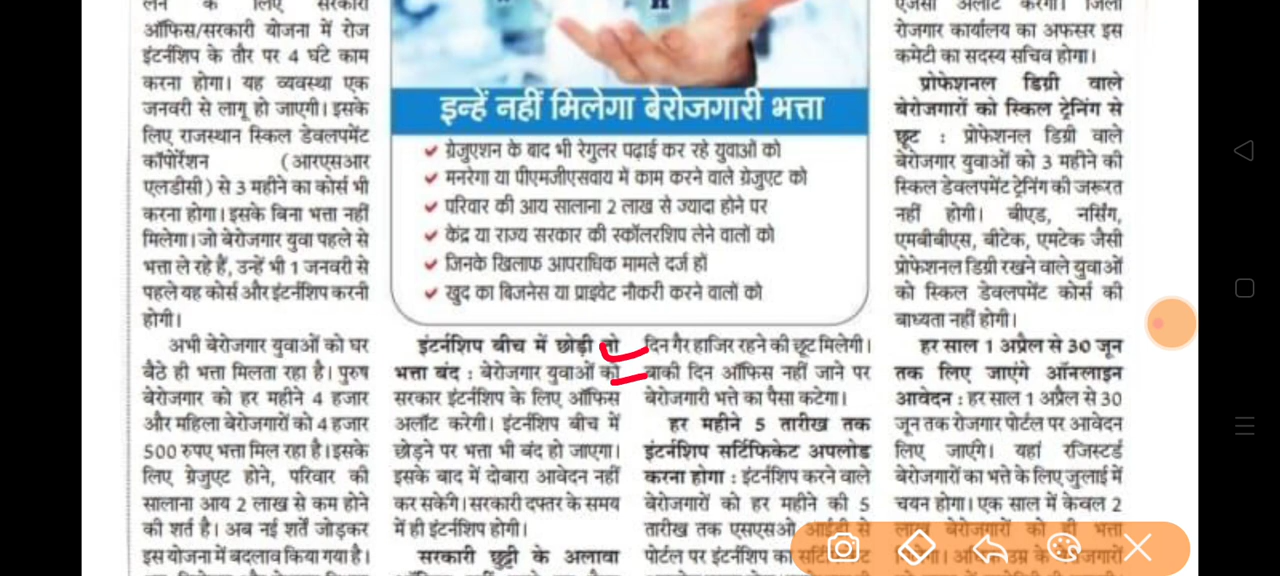 लेने के लिए सरकारी
ऑफिस/सरकारी योजना में रोज
इंटर्नशिप के तौर पर 4 घंटे काम
करना होगा। यह व्यवस्था एक
जनवरी से लागू हो जाएगी। इसके
लिए राजस्थान स्किल डेवलपमेंट
कॉपोरेशन (आरएसआर
एलडीसी) से 3 महीने का कोर्स भी
करना होगा। इसके बिना भत्ता नहीं
मिलेगा। जो बेरोजगार युवा पहले से
भत्ता ले रहे हैं, उन्हें भी 1 जनवरी से
पहले यह कोर्स और इंटर्नशिप करनी
होगी।
अभी बेरोजगार युवाओं को घर
बैठे ही भत्ता मिलता रहा है। पुरुष
बेरोजगार को हर महीने 4 हजार
और महिला बेरोजगारों को 4 हजार
500 रुपए भत्ता मिल रहा है। इसके
लिए ग्रेजुएट होने, परिवार की
सालाना आय 2 लाख से कम होने
की शर्त है। अब नई शर्तें जोड़कर
इस योजना में बदलाव किया गया है।
इन्हें नहीं मिलेगा बेरोजगारी भत्ता
ग्रेजुएशन के बाद भी रेगुलर पढ़ाई कर रहे युवाओं को
मनरेगा या पीएमजीएसवाय में काम करने वाले ग्रेजुएट को
परिवार की आय सालाना 2 लाख से ज्यादा होने पर
केंद्र या राज्य सरकार की स्कॉलरशिप लेने वालों को
जिनके खिलाफ आपराधिक मामले दर्ज हों
खुद का बिजनेस या प्राइवेट नौकरी करने वालों को
इंटर्नशिप बीच में छोड़ी तो
भत्ता बंद : बेरोजगार युवाओं को
सरकार इंटर्नशिप के लिए ऑफिस
अलॉट करेगी। इंटर्नशिप बीच में
छोड़ने पर भत्ता भी बंद हो जाएगा।
इसके बाद में दोबारा आवेदन नहीं
कर सकेंगे। सरकारी दफ्तर के समय
में ही इंटर्नशिप होगी।
सरकारी छुट्टी के अलावा
दिन गैर हाजिर रहने की छूट मिलेगी।
बाकी दिन ऑफिस नहीं जाने पर
बेरोजगारी भत्ते का पैसा कटेगा।
हर महीने 5 तारीख तक
इंटर्नशिप सर्टिफिकेट अपलोड
करना होगा : इंटर्नशिप करने वाले
बेरोजगारों को हर महीने की 5
तारीख तक एसएसओ आईडी से
पोर्टल पर इंटर्नशिप का
एजेंसी अलॉट करेगी। जिला
रोजगार कार्यालय का अफसर इस
कमेटी का सदस्य सचिव होगा।
प्रोफेशनल डिग्री वाले
बेरोजगारों को स्किल ट्रेनिंग से
छूट : प्रोफेशनल डिग्री वाले
बेरोजगार युवाओं को 3 महीने की
स्किल डेवलपमेंट ट्रेनिंग की जरूरत
नहीं होगी। बीएड, नर्सिंग,
एमबीबीएस, बीटेक, एमटेक जैसी
प्रोफेशनल डिग्री रखने वाले युवाओं
को स्किल डेवलपमेंट कोर्स की
बाध्यता नहीं होगी।
हर साल 1 अप्रैल से 30 जून
तक लिए जाएंगे ऑनलाइन
आवेदन : हर साल 1 अप्रैल से 30
जून तक रोजगार पोर्टल पर आवेदन
लिए जाएंगे। यहां रजिस्टर्ड
बेरोजगारों का भत्ते के लिए जुलाई में
चयन होगा। एक साल में केवल 2
लाख बेरोजगारों को ही भत्ता